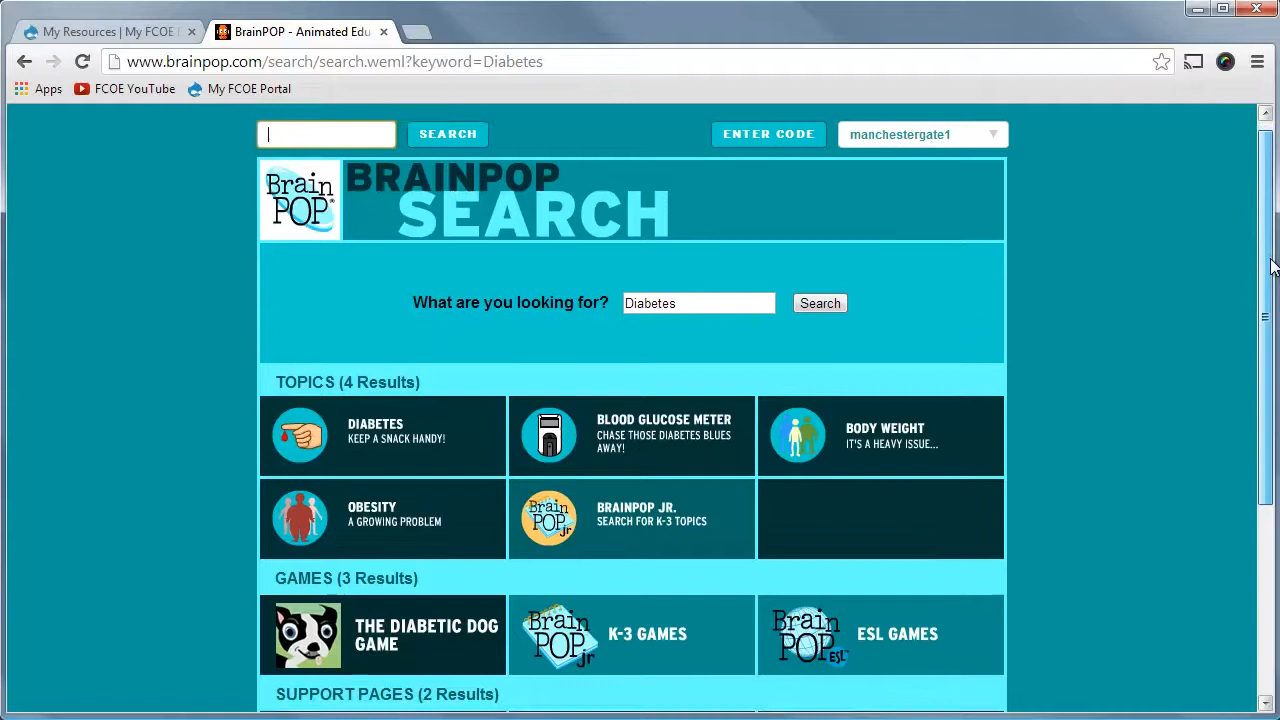 My Resources | My FCOE
BrainPOP - Animated Edu
www.brainpop.com/search/search.weml?keyword=Diabetes
Apps
FCOE YouTube
My FCOE Portal
SEARCH
ENTER CODE
manchestergate1
Brain
POP®
BRAINPOP
SEARCH
What are you looking for?
Diabetes
Search
TOPICS (4 Results)
DIABETES
KEEP A SNACK HANDY!
BLOOD GLUCOSE METER
CHASE THOSE DIABETES BLUES
AWAY!
BODY WEIGHT
IT'S A HEAVY ISSUE...
OBESITY
A GROWING PROBLEM
Brain
POP
jr
BRAINPOP JR.
SEARCH FOR K-3 TOPICS
GAMES (3 Results)
THE DIABETIC DOG
GAME
Brain
POP
jr
K-3 GAMES
Brain
POP
ESL
ESL GAMES
SUPPORT PAGES (2 Results)